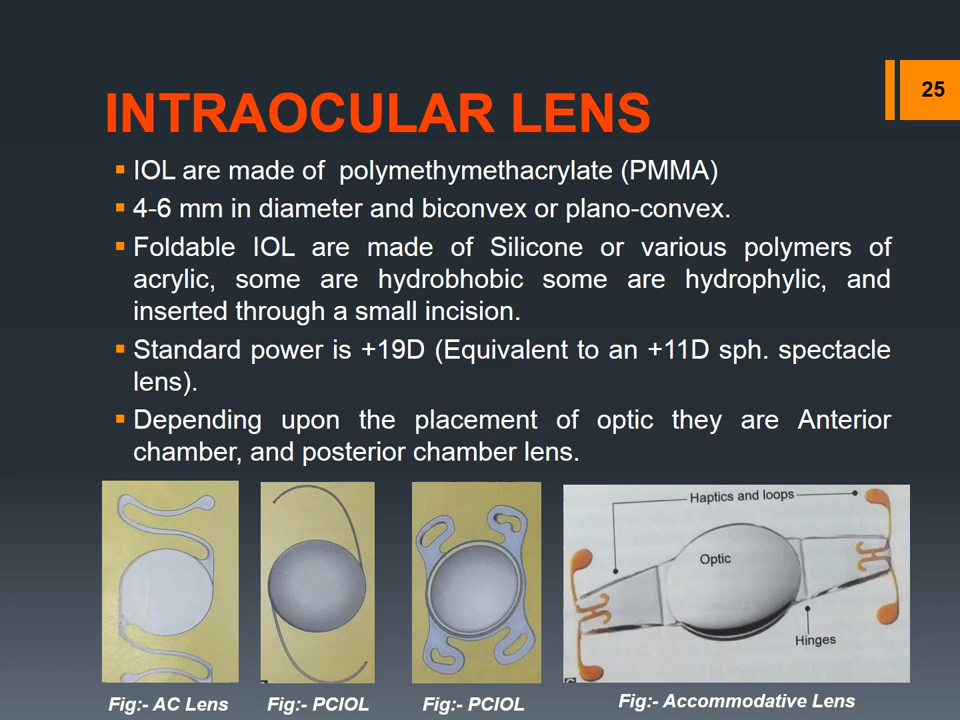 25
INTRAOCULAR LENS
▪ IOL are made of polymethymethacrylate (PMMA)
▪ 4-6 mm in diameter and biconvex or plano-convex.
▪ Foldable IOL are made of Silicone or various polymers of
acrylic, some are hydrobhobic some are hydrophylic, and
inserted through a small incision.
▪ Standard power is +19D (Equivalent to an +11D sph. spectacle
lens).
▪ Depending upon the placement of optic they are Anterior
chamber, and posterior chamber lens.
Haptics and loops
Optic
Hinges
Fig:- AC Lens
Fig:- PCIOL
Fig:- PCIOL
Fig:- Accommodative Lens